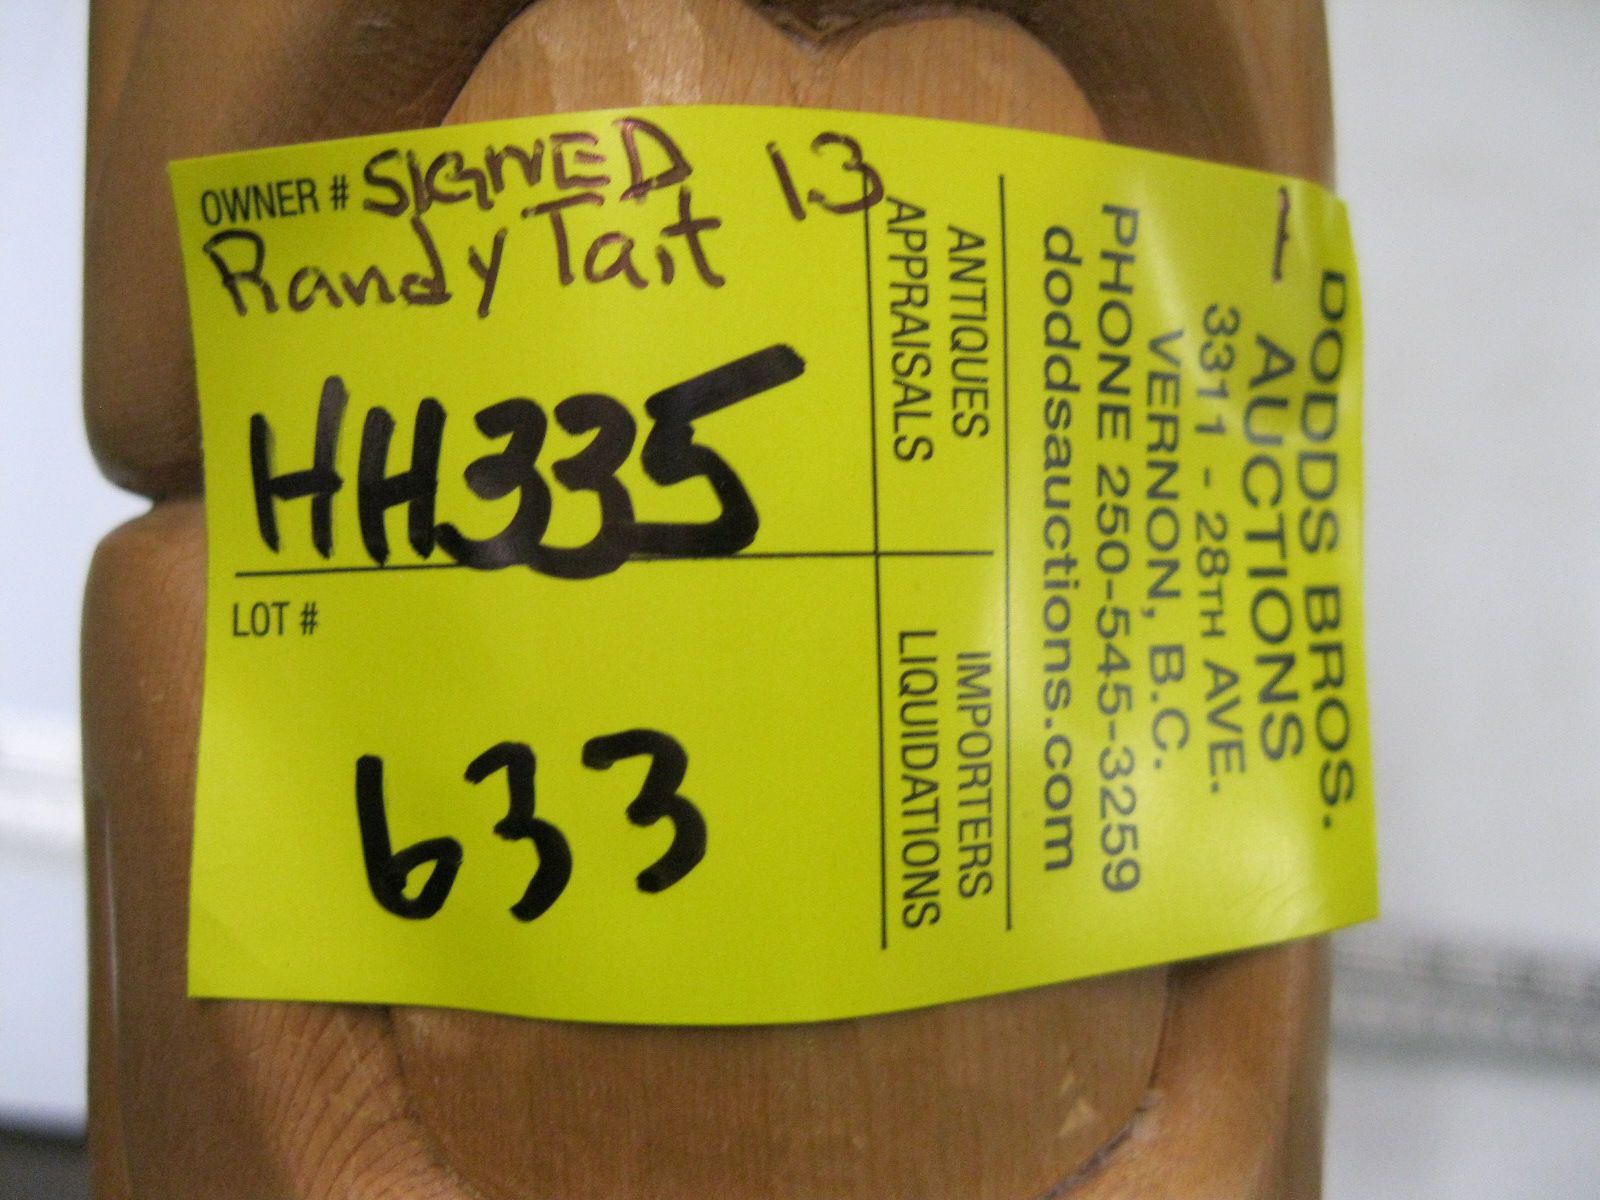 OWNER # SIGNED 13
Randy Tait
HH335
LOT #
633
DODDS BROS.
AUCTIONS
3311 - 28TH AVE.
VERNON, B.C.
PHONE 250-545-3259
doddsauctions.com
ANTIQUES IMPORTERS
APPRAISALS LIQUIDATIONS